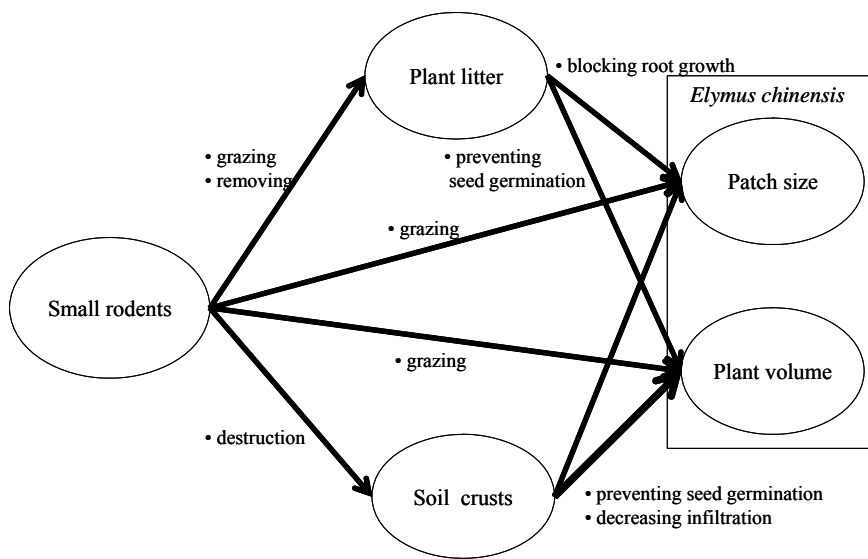 Plant litter
• blocking root growth
Elymus chinensis
• grazing
• removing
• preventing
seed germination
Patch size
• grazing
Small rodents
• grazing
Plant volume
• destruction
Soil crusts
• preventing seed germination
• decreasing infiltration